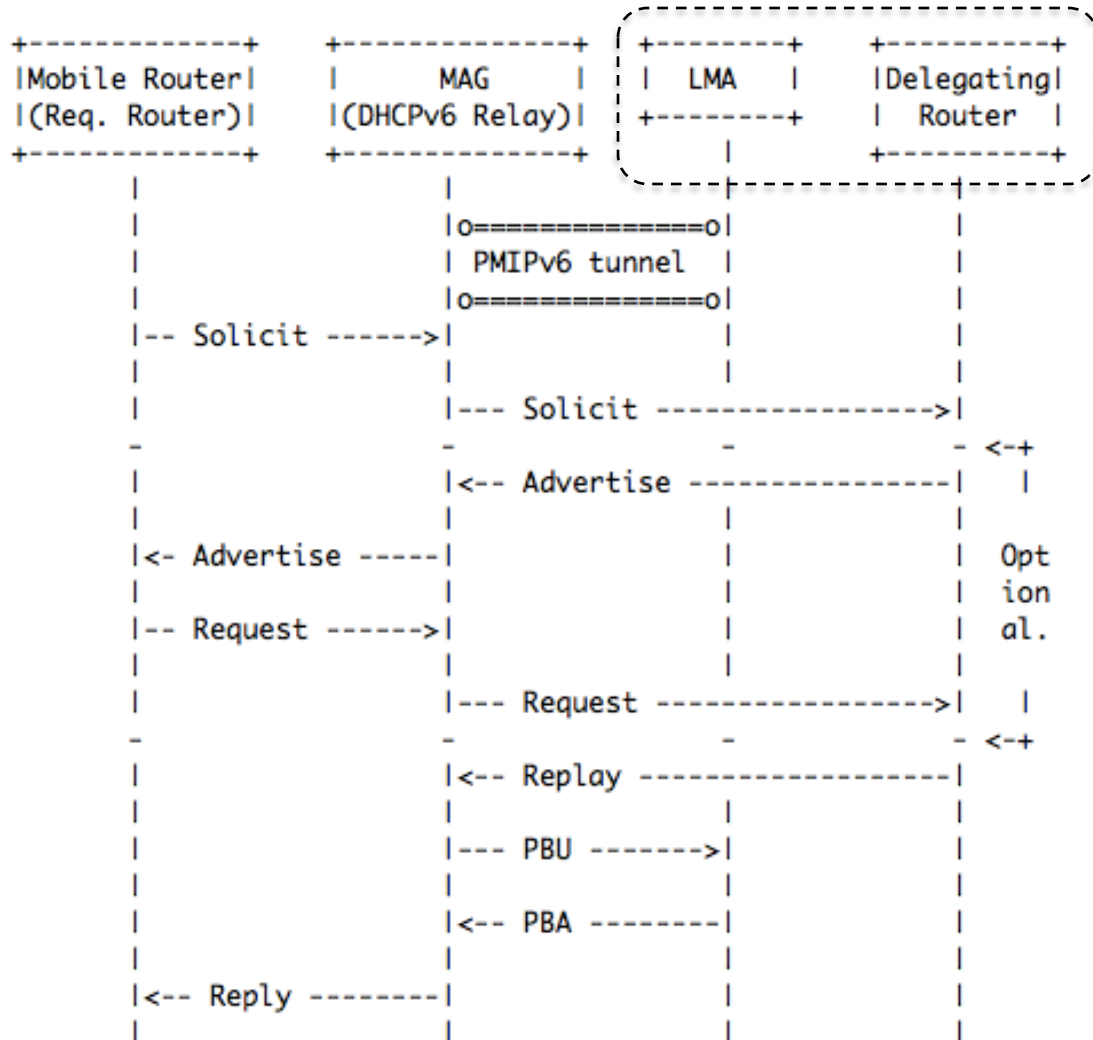 +-------------+    +--------------+   +--------+    +----------+
|Mobile Router|    |      MAG     |   |  LMA   |    |Delegating|
|(Req. Router)|    |(DHCPv6 Relay)|   +--------+    |  Router  |
+-------------+    +--------------+        |        +----------+
       |                  |                |             |
       |                  |o==============o|             |
       |                  | PMIPv6 tunnel  |             |
       |                  |o==============o|             |
       |-- Solicit ------>|                |             |
       |                  |                |             |
       |                  |--- Solicit ----------------->|
       -                  -                -             - <-+
       |                  |<-- Advertise ----------------|   |
       |                  |                |             |
       |<- Advertise -----|                |             |  Opt
       |                  |                |             |  ion
       |-- Request ------>|                |             |  al.
       |                  |                |             |
       |                  |--- Request ----------------->|   |
       -                  -                -             - <-+
       |                  |<-- Replay -------------------|
       |                  |                |             |
       |                  |--- PBU ------->|             |
       |                  |                |             |
       |                  |<-- PBA --------|             |
       |                  |                |             |
       |<-- Reply --------|                |             |
       |                  |                |             |